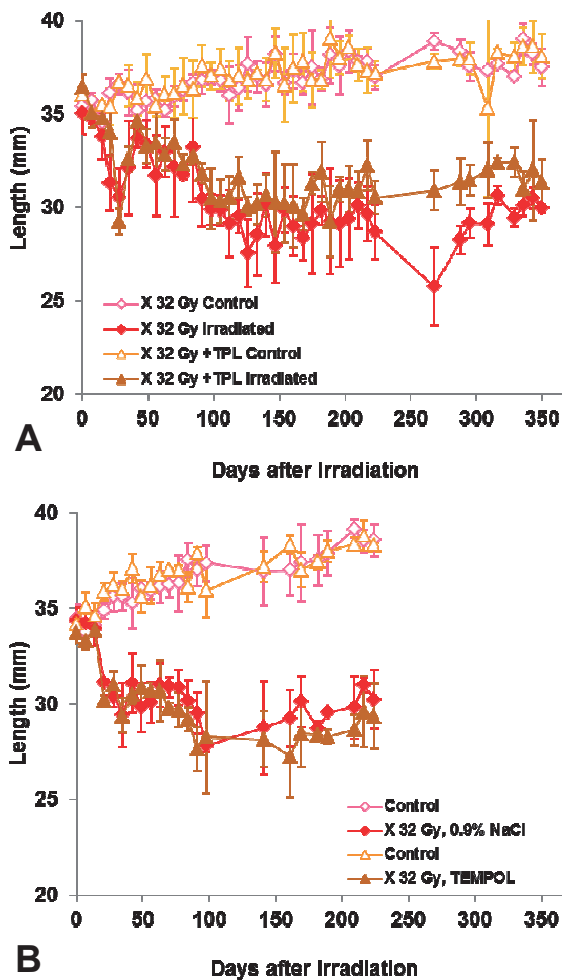 40
35
30
25
20
Length (mm)
X 32 Gy Control
X 32 Gy Irradiated
X 32 Gy +TPL Control
X 32 Gy +TPL Irradiated
0 50 100 150 200 250 300 350
A
Days after Irradiation
40
35
30
25
20
Length (mm)
Control
X 32 Gy, 0.9% NaCl
Control
X 32 Gy, TEMPOL
0 50 100 150 200 250 300 350
B
Days after Irradiation